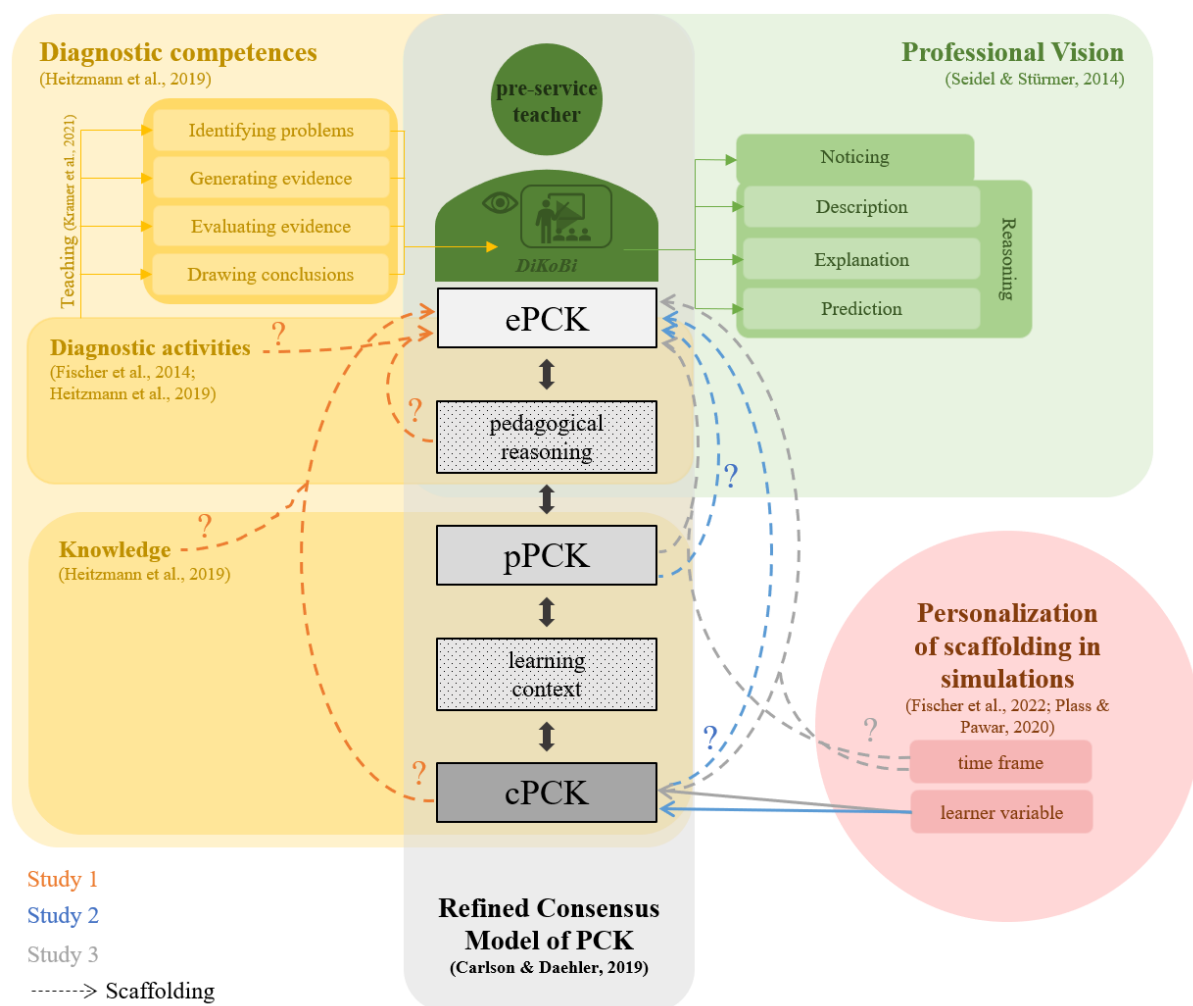 Diagnostic competences
(Heitzmann et al., 2019)
Teaching (Kramer et al., 2021)
Identifying problems
Generating evidence
Evaluating evidence
Drawing conclusions
pre-service
teacher
DiKoBi
Professional Vision
(Seidel & Stürmer, 2014)
Noticing
Description
Explanation
Prediction
Reasoning
Diagnostic activities
(Fischer et al., 2014;
Heitzmann et al., 2019)
?
ePCK
?
pedagogical
reasoning
?
Knowledge
(Heitzmann et al., 2019)
?
pPCK
learning
context
?
cPCK
?
Personalization
of scaffolding in
simulations
(Fischer et al., 2022; Plass &
Pawar, 2020)
?
time frame
learner variable
Study 1
Study 2
Study 3
Scaffolding
Refined Consensus
Model of PCK
(Carlson & Daehler, 2019)